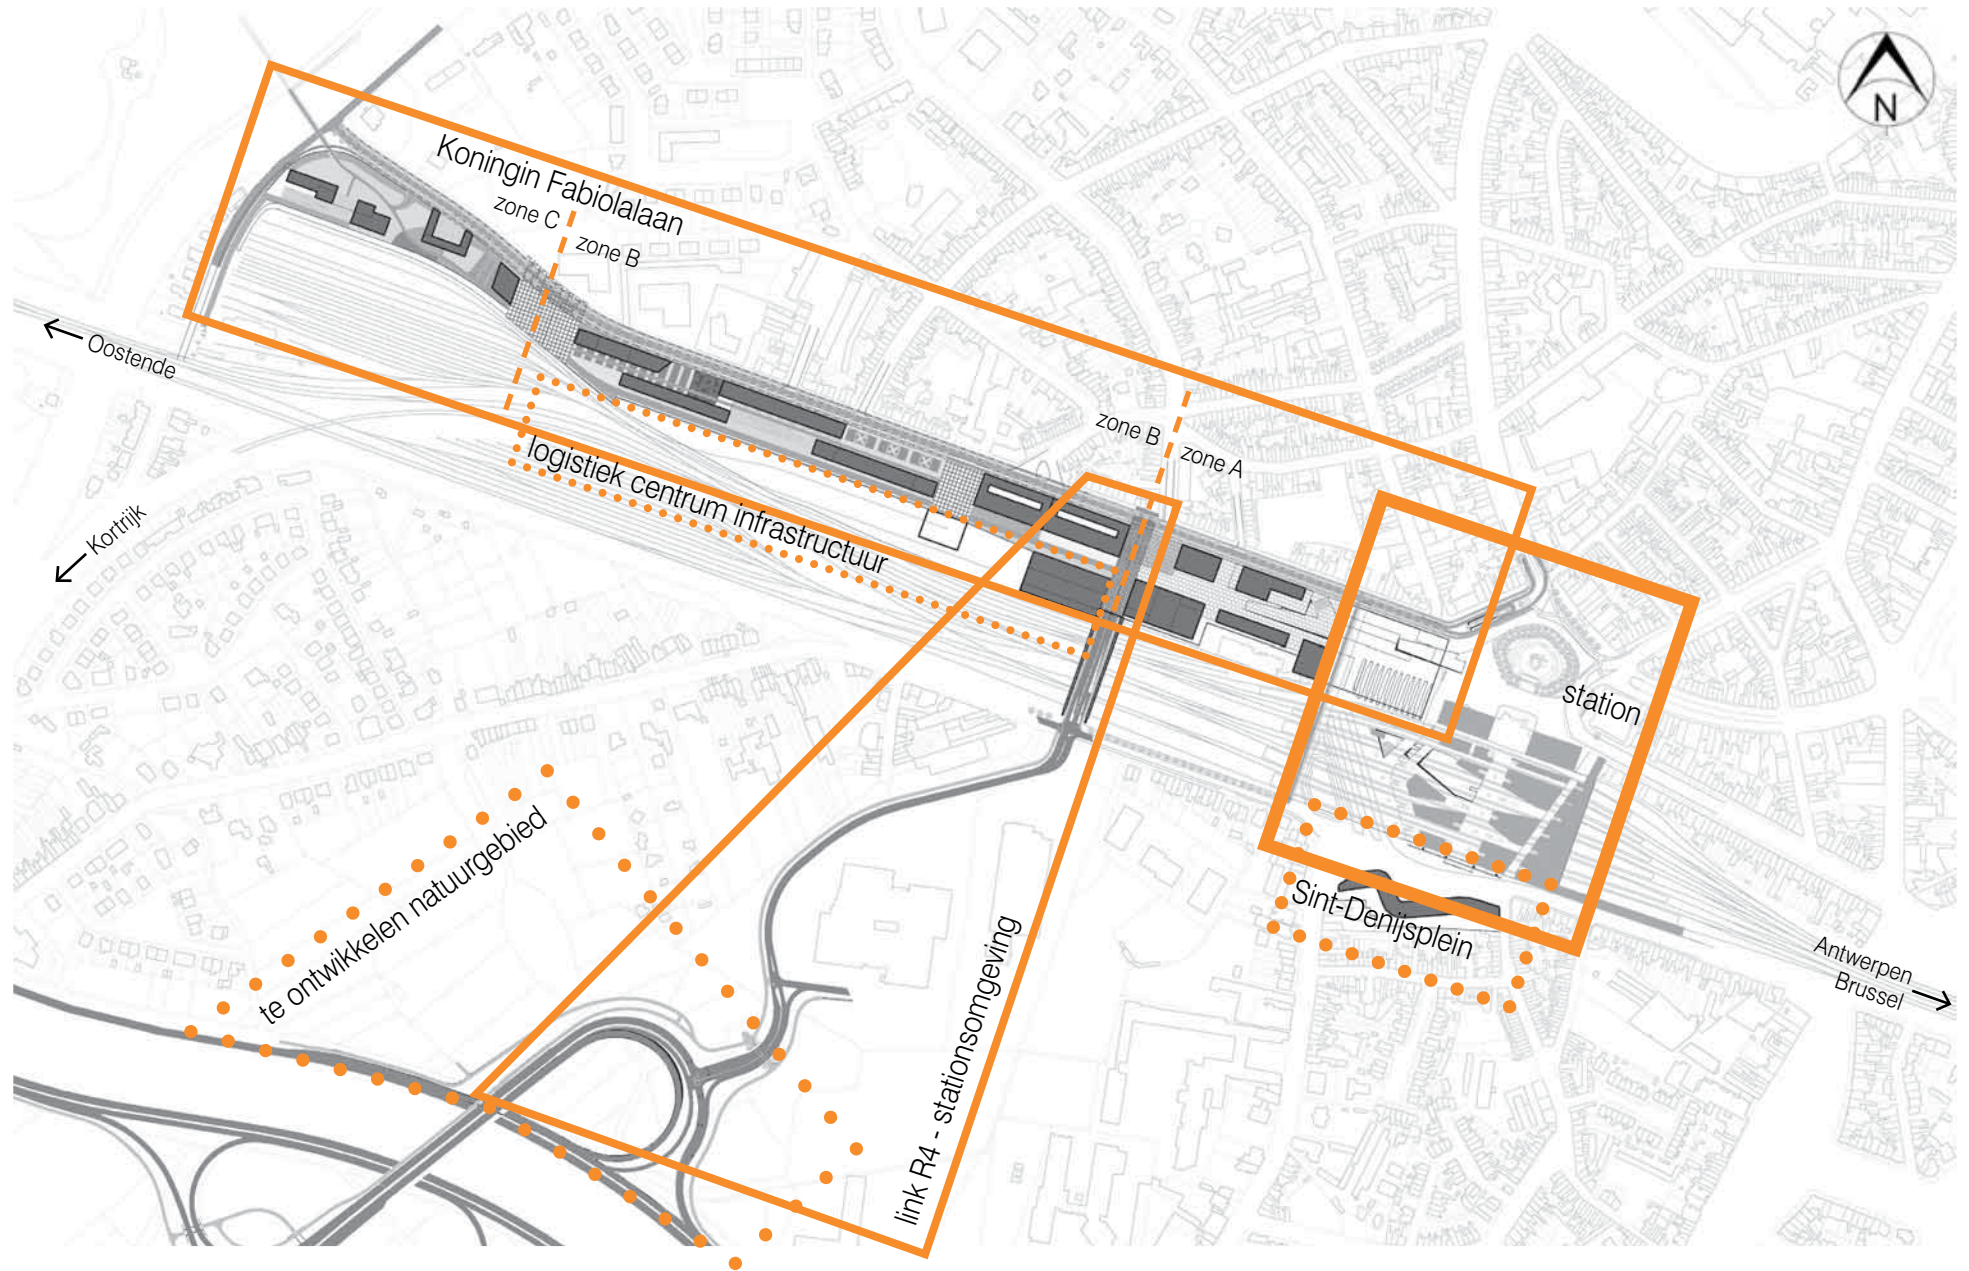 N
Koningin Fabiolalaan
zone C
zone B
Oostende
zone B
zone A
logistiek centrum infrastructuur
Kortrijk
station
te ontwikkelen natuurgebied
Sint-Denijsplein
link R4 - stationsomgeving
Antwerpen
Brussel